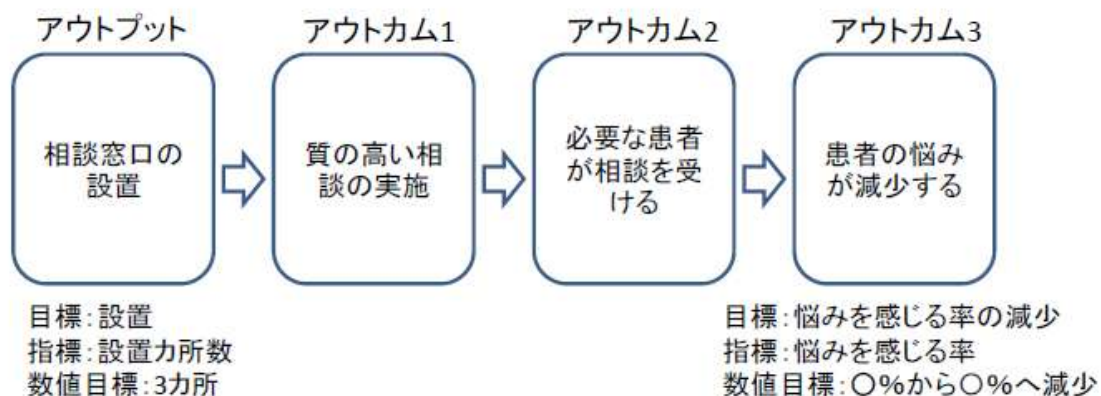 アウトプット
アウトカム1
アウトカム2
アウトカム3
相談窓口の
設置
質の高い相
談の実施
必要な患者
が相談を受
ける
患者の悩み
が減少する
目標:設置
指標:設置カ所数
数値目標:3カ所
目標:悩みを感じる率の減少
指標:悩みを感じる率
数値目標:〇%から〇%へ減少